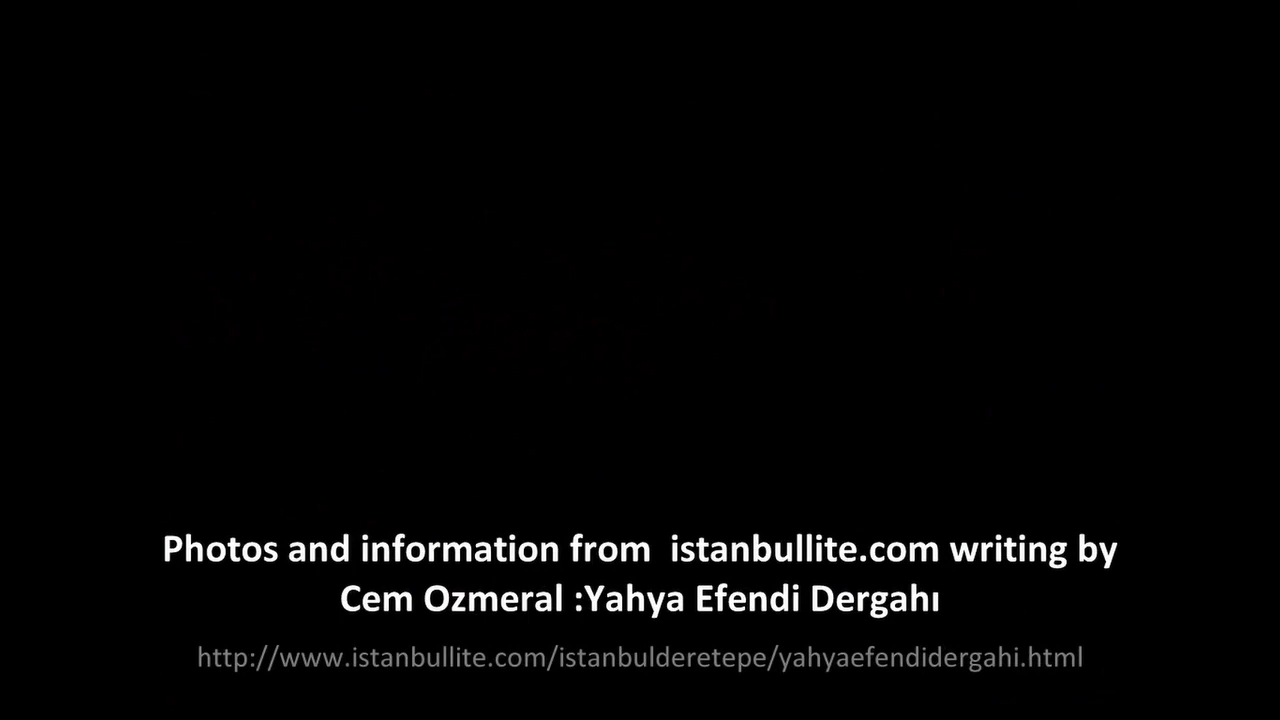 Photos and information from  istanbullite.com writing by
Cem Ozmeral :Yahya Efendi Dergahı
http://www.istanbullite.com/istanbulderetepe/yahyaefendidergahi.html